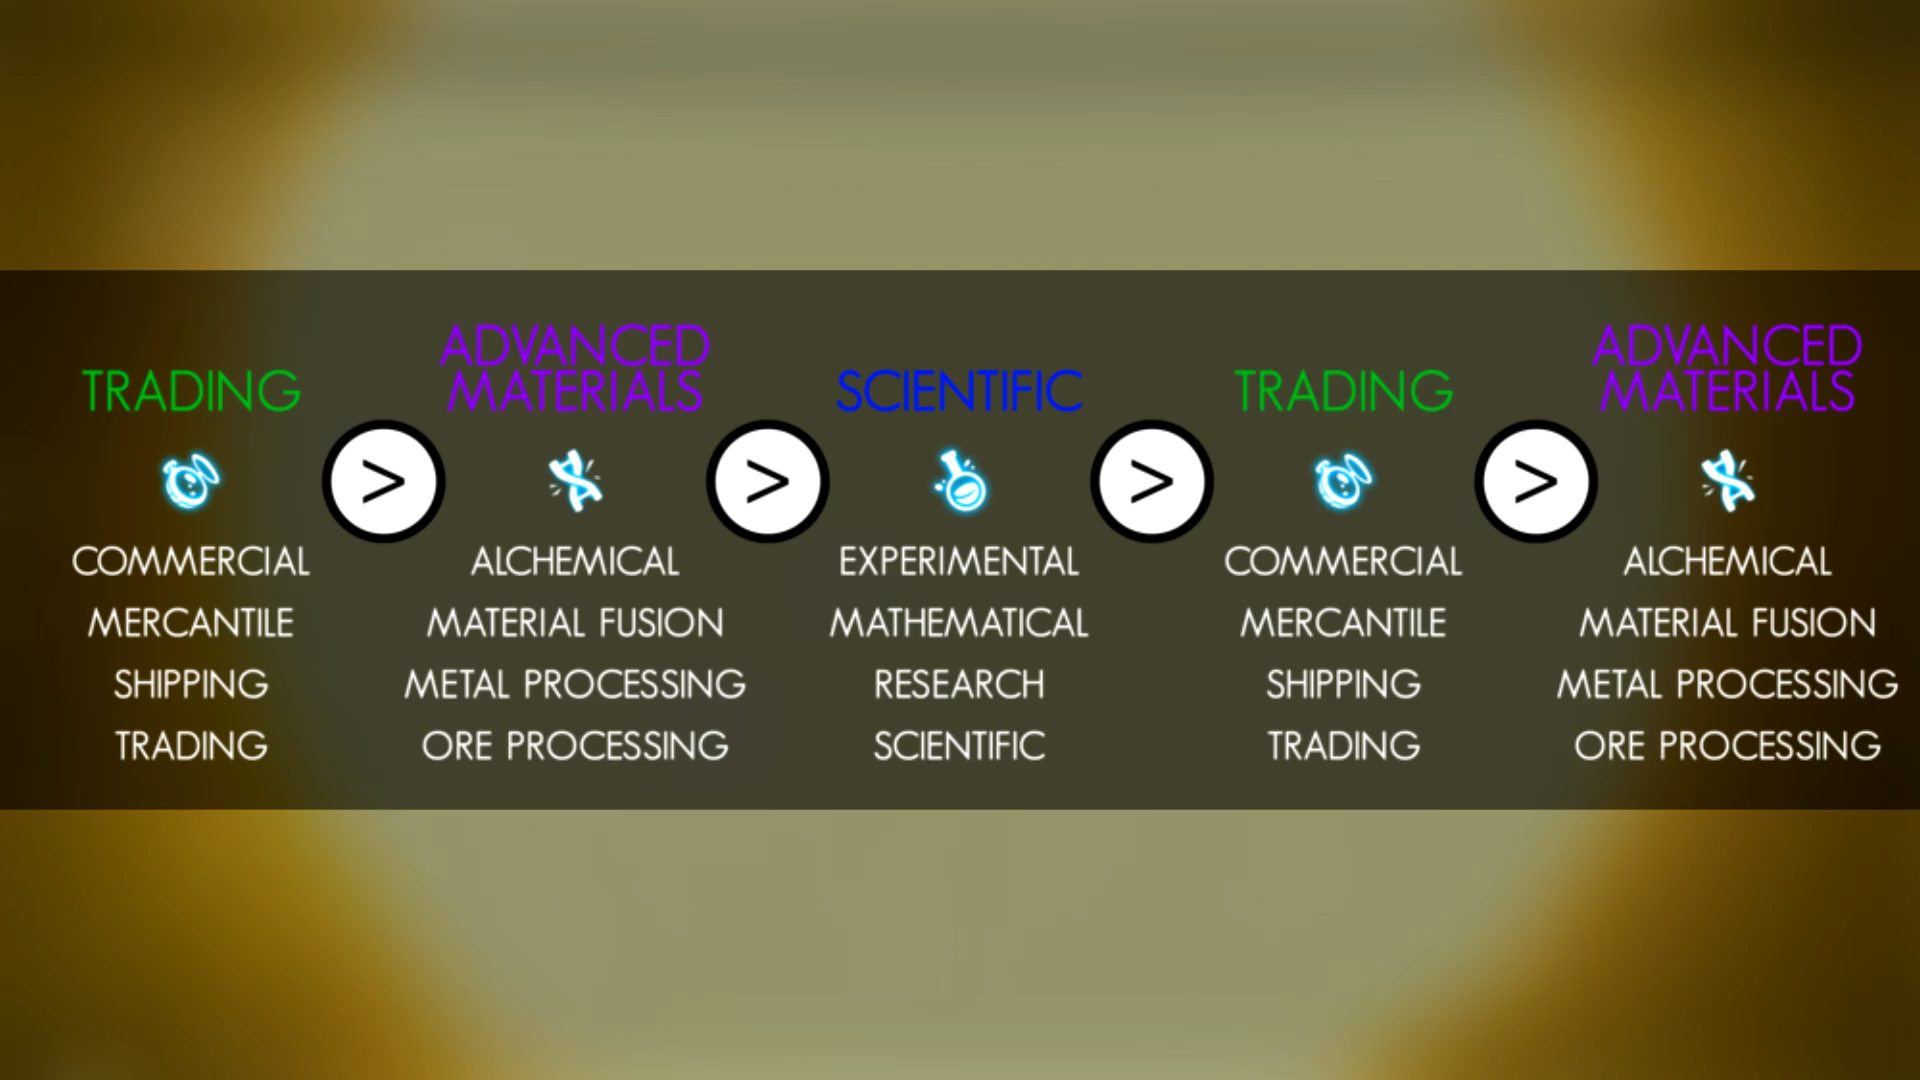 TRADING
COMMERCIAL
MERCANTILE
SHIPPING
TRADING
>
ADVANCED
MATERIALS
ALCHEMICAL
MATERIAL FUSION
METAL PROCESSING
ORE PROCESSING
>
SCIENTIFIC
EXPERIMENTAL
MATHEMATICAL
RESEARCH
SCIENTIFIC
>
TRADING
COMMERCIAL
MERCANTILE
SHIPPING
TRADING
>
ADVANCED
MATERIALS
ALCHEMICAL
MATERIAL FUSION
METAL PROCESSING
ORE PROCESSING